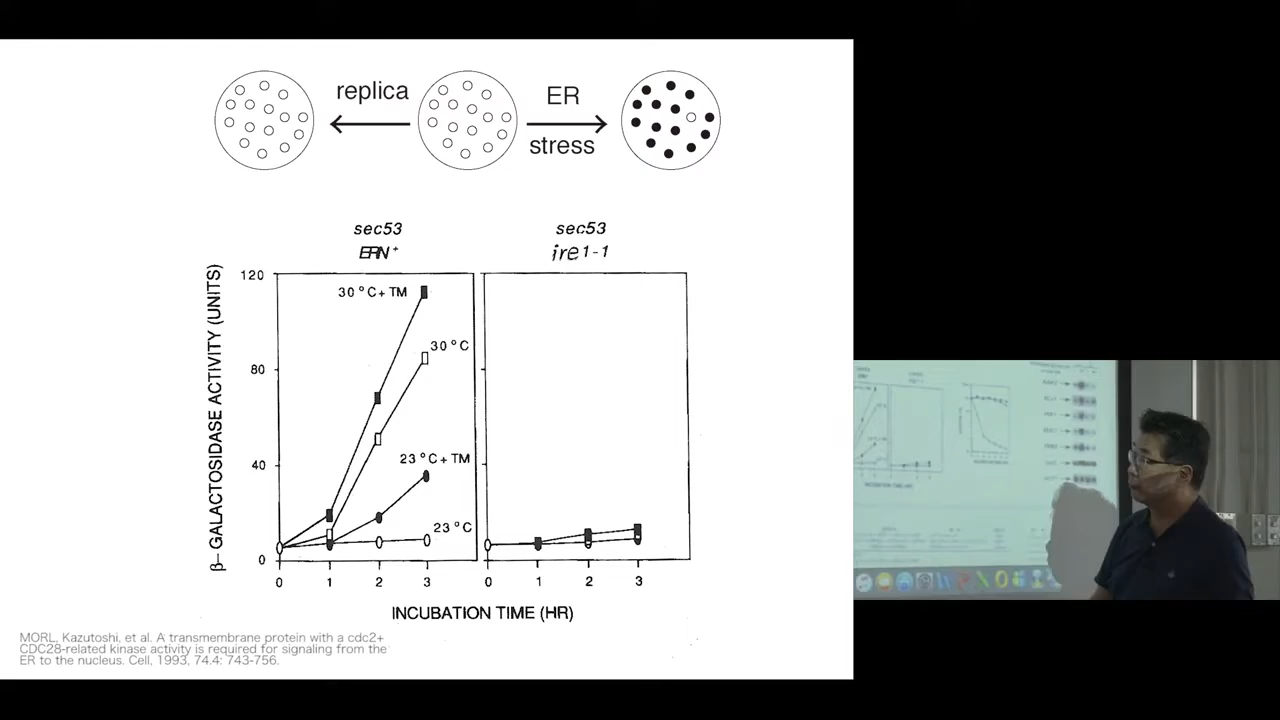 replica
ER
stress
sec53
ERN+
sec53
ire1-1
β- GALACTOSIDASE ACTIVITY (UNITS)
120
80
40
0
30°C+TM
30°C
23°C+TM
23°C
0 1 2 3
0 1 2 3
INCUBATION TIME (HR)
MORL, Kazutoshi, et al. A transmembrane protein with a cdc2+
CDC28-related kinase activity is required for signaling from the
ER to the nucleus. Cell, 1993, 74.4: 743-756.